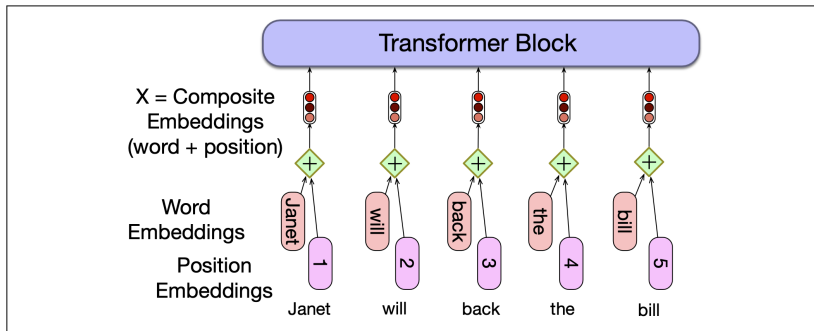 Transformer Block
X = Composite
Embeddings
(word + position)
+ + + + +
Word
Embeddings
Janet will back the bill
Position
Embeddings
1 2 3 4 5
Janet will back the bill